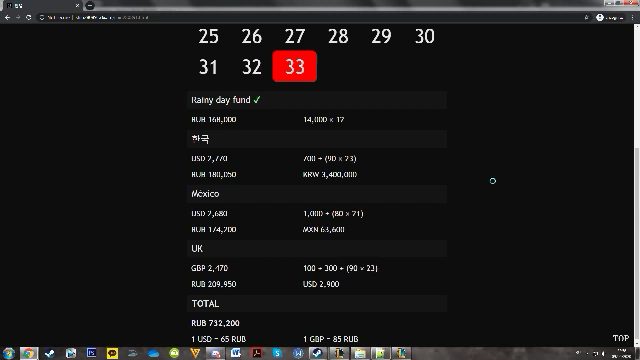 25 26 27 28 29 30
31 32 33
Rainy day fund ✓
RUB 168,000 14,000 × 12
한국
USD 2,770 700 + (90 × 23)
RUB 180,050 KRW 3,400,000
México
USD 2,680 1,000 + (80 × 21)
RUB 174,200 MXN 63,600
UK
GBP 2,470 100 + 300 + (90 × 23)
RUB 209,950 USD 2,900
TOTAL
RUB 732,200
TOP
1 USD = 65 RUB 1 GBP = 85 RUB